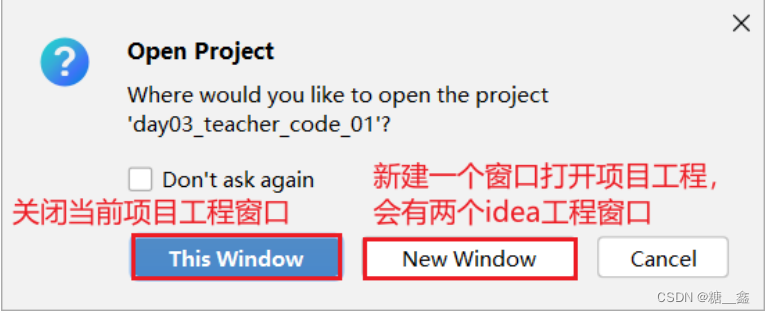 Open Project
Where would you like to open the project
'day03_teacher_code_01'?
Don't ask again
关闭当前项目工程窗口
新建一个窗口打开项目工程，
会有两个idea工程窗口
This Window
New Window
Cancel
CSDN @糖__鑫